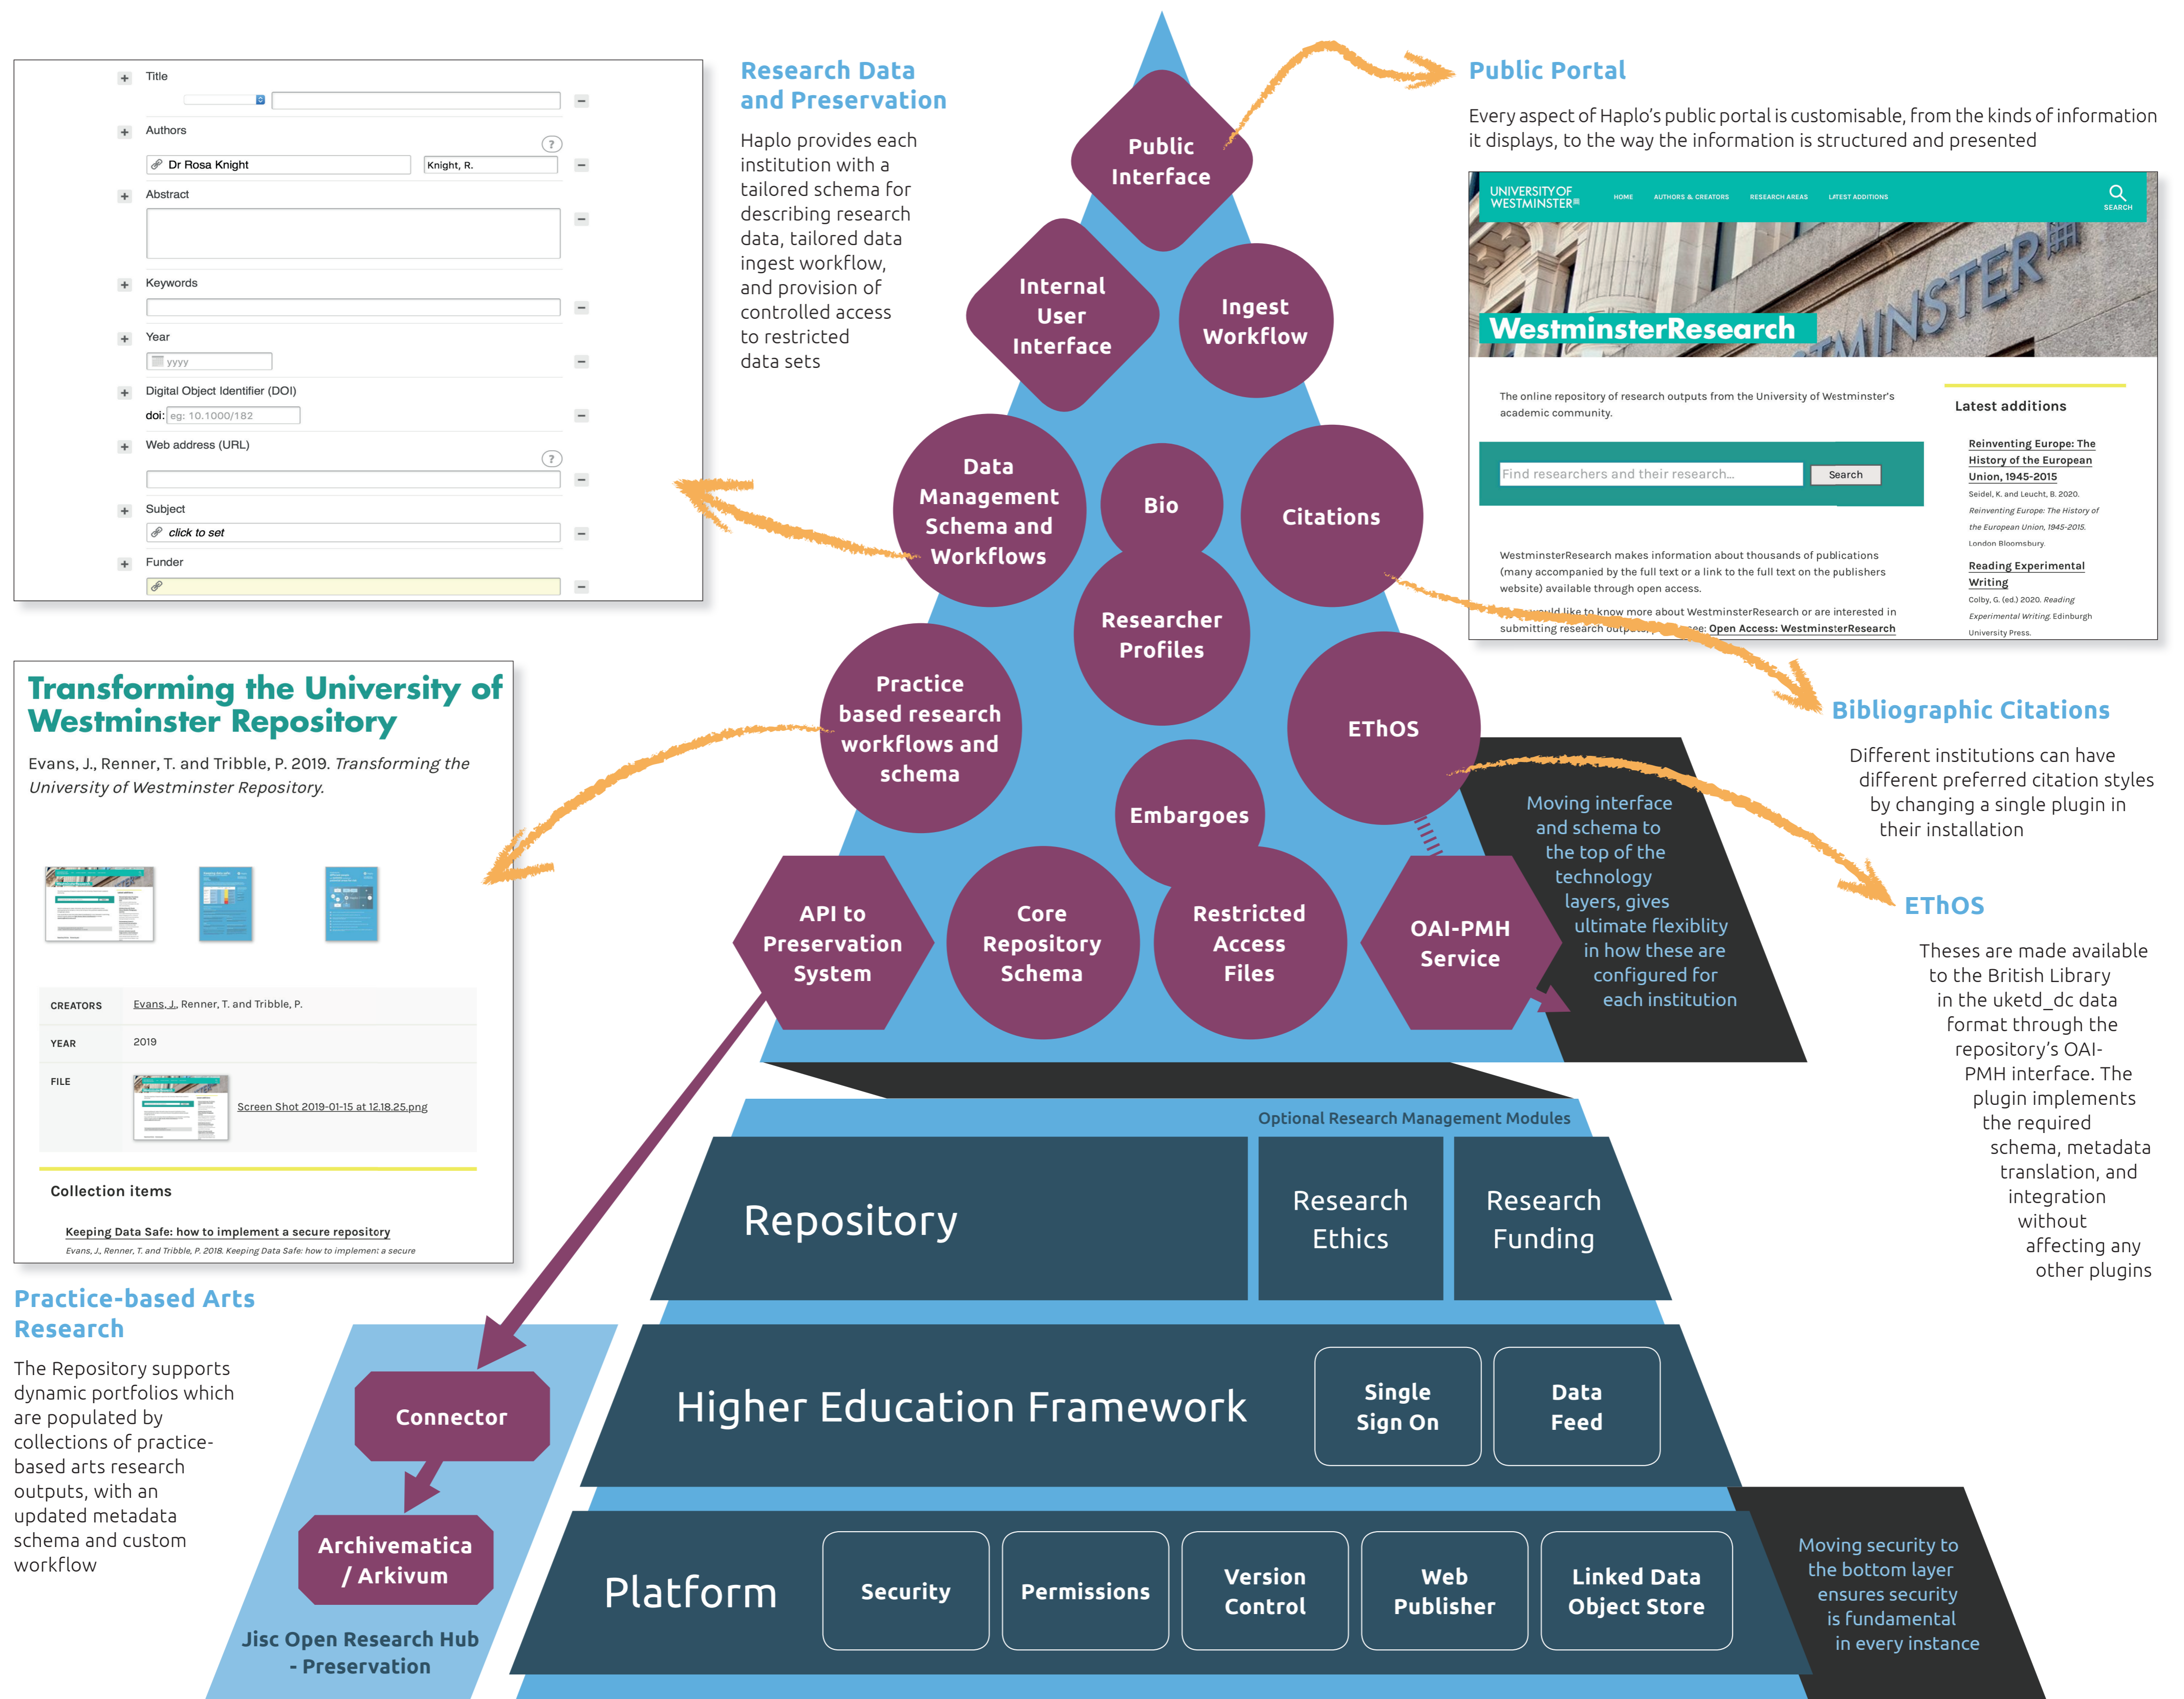 Title
Authors
?
Dr Rosa Knight
Knight, R.
Abstract
Keywords
Year
yyyy
Digital Object Identifier (DOI)
doi: eg: 10.1000/182
Web address (URL)
?
Subject
click to set
Funder
Research Data
and Preservation
Haplo provides each
institution with a
tailored schema for
describing research
data, tailored data
ingest workflow,
and provision of
controlled access
to restricted
data sets
Public Portal
Every aspect of Haplo's public portal is customisable, from the kinds of information
it displays, to the way the information is structured and presented
UNIVERSITY OF
WESTMINSTER
HOME
AUTHORS & CREATORS
RESEARCH AREAS
LATEST ADDITIONS
SEARCH
MINSTER
WestminsterResearch
The online repository of research outputs from the University of Westminster's
academic community.
Find researchers and their research...
Search
WestminsterResearch makes information about thousands of publications
(many accompanied by the full text or a link to the full text on the publishers
website) available through open access.
would like to know more about WestminsterResearch or are interested in
submitting research outputs, see: Open Access: WestminsterResearch
Latest additions
Reinventing Europe: The
History of the European
Union, 1945-2015
Seidel, K. and Leucht, B. 2020.
Reinventing Europe: The History of
the European Union, 1945-2015.
London Bloomsbury.
Reading Experimental
Writing
Colby, G. (ed.) 2020. Reading
Experimental Writing. Edinburgh
University Press.
Public
Interface
Internal
User
Interface
Ingest
Workflow
Data
Management
Schema and
Workflows
Bio
Citations
Researcher
Profiles
Practice
based research
workflows and
schema
EThOS
Embargoes
API to
Preservation
System
Core
Repository
Schema
Restricted
Access
Files
OAI-PMH
Service
Moving interface
and schema to
the top of the
technology
layers, gives
ultimate flexiblity
in how these are
configured for
each institution
Bibliographic Citations
Different institutions can have
different preferred citation styles
by changing a single plugin in
their installation
EThOS
Theses are made available
to the British Library
in the uketd_dc data
format through the
repository's OAI-
PMH interface. The
plugin implements
the required
schema, metadata
translation, and
integration
without
affecting any
other plugins
Transforming the University of
Westminster Repository
Evans, J., Renner, T. and Tribble, P. 2019. Transforming the
University of Westminster Repository.
CREATORS
Evans, J., Renner, T. and Tribble, P.
YEAR
2019
FILE
Screen Shot 2019-01-15 at 12.18.25.png
Collection items
Keeping Data Safe: how to implement a secure repository
Evans, J., Renner, T. and Tribble, P. 2018. Keeping Data Safe: how to implement a secure
Practice-based Arts
Research
The Repository supports
dynamic portfolios which
are populated by
collections of practice-
based arts research
outputs, with an
updated metadata
schema and custom
workflow
Optional Research Management Modules
Repository
Research
Ethics
Research
Funding
Higher Education Framework
Single
Sign On
Data
Feed
Platform
Security
Permissions
Version
Control
Web
Publisher
Linked Data
Object Store
Connector
Archivematica
/ Arkivum
Jisc Open Research Hub
- Preservation
Moving security to
the bottom layer
ensures security
is fundamental
in every instance